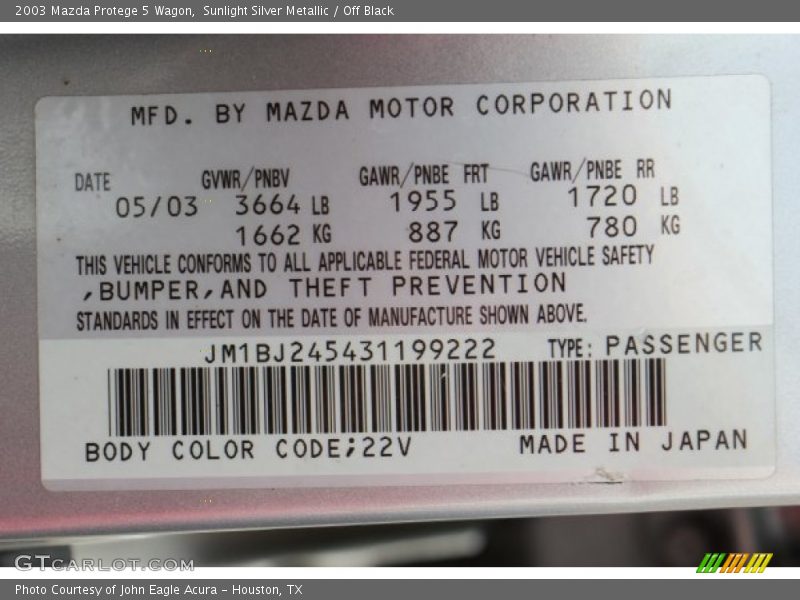 2003 Mazda Protege 5 Wagon,  Sunlight Silver Metallic / Off Black
MFD. BY MAZDA MOTOR CORPORATION
DATE GVWR/PNBV GAWR/PNBE FRT GAWR/PNBE RR
05/03 3664 LB 1955 LB 1720 LB
1662 KG 887 KG 780 KG
THIS VEHICLE CONFORMS TO ALL APPLICABLE FEDERAL MOTOR VEHICLE SAFETY
,BUMPER,AND THEFT PREVENTION
STANDARDS IN EFFECT ON THE DATE OF MANUFACTURE SHOWN ABOVE.
JM1BJ245431199222 TYPE: PASSENGER
BODY COLOR CODE;22V MADE IN JAPAN
GTCARLOT.COM
Photo Courtesy of John Eagle Acura - Houston, TX